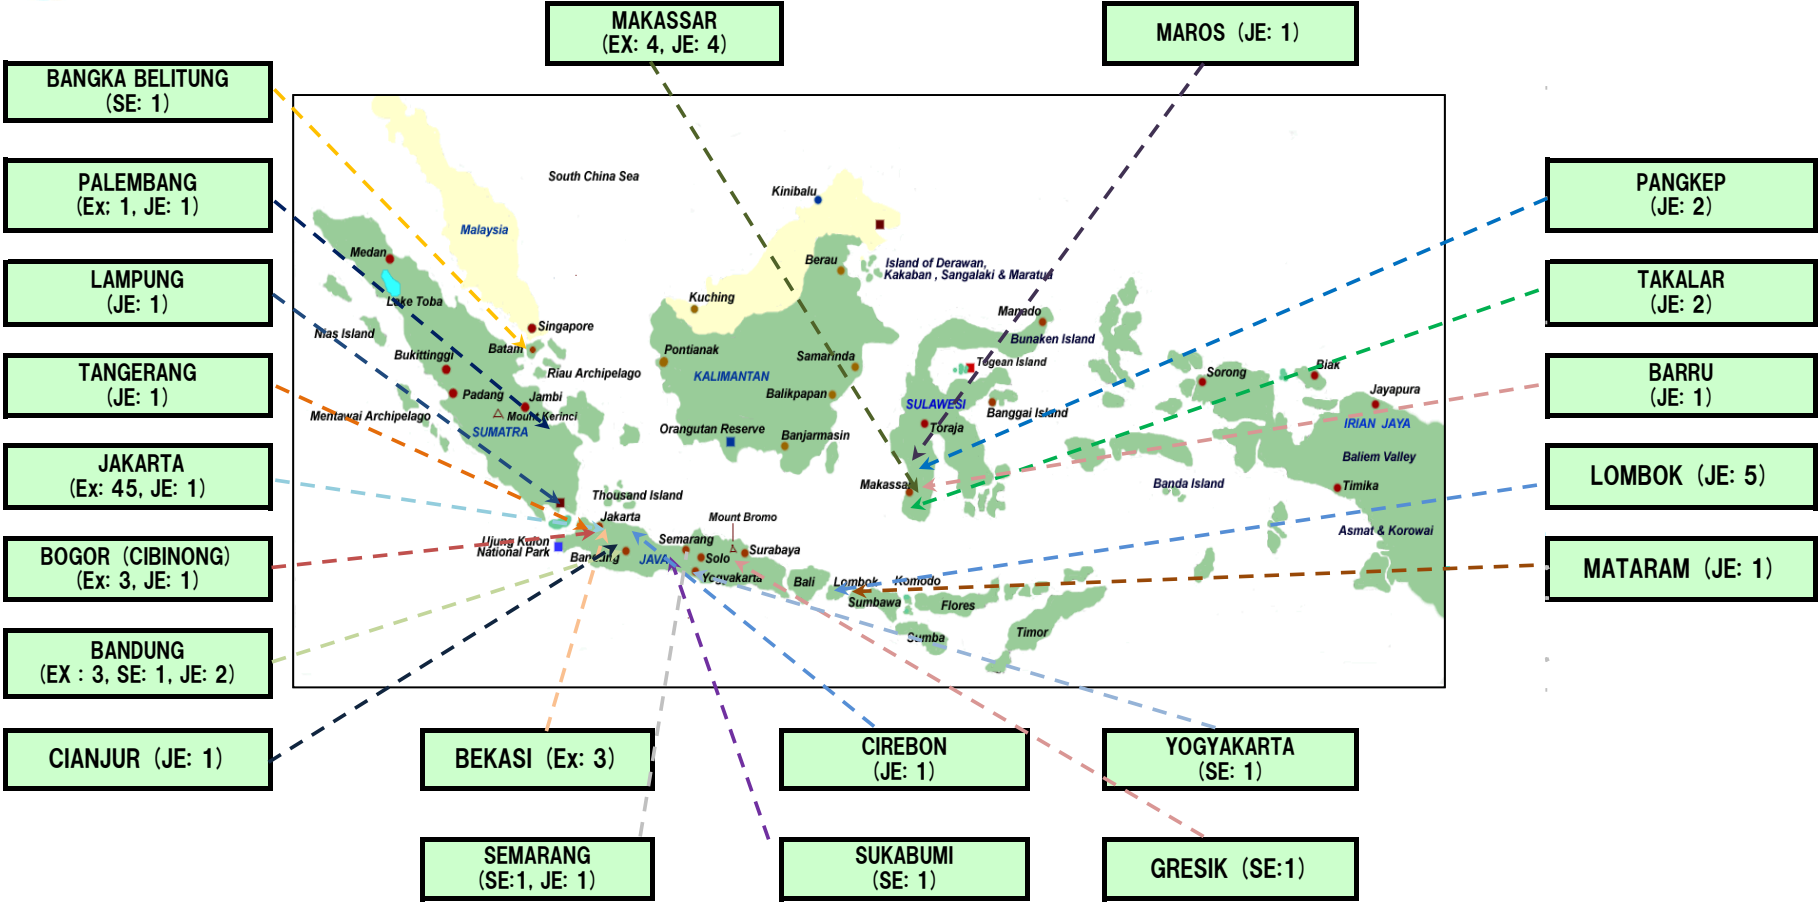 MAKASSAR
(EX: 4, JE: 4)
MAROS (JE: 1)
BANGKA BELITUNG
(SE: 1)
PALEMBANG
(Ex; 1, JE: 1)
LAMPUNG
(JE: 1)
TANGERANG
(JE: 1)
JAKARTA
(Ex: 45, JE: 1)
BOGOR (CIBINONG)
(Ex: 3, JE: 1)
BANDUNG
(EX : 3, SE: 1, JE: 2)
CIANJUR (JE: 1)
PANGKEP
(JE: 2)
TAKALAR
(JE: 2)
BARRU
(JE: 1)
LOMBOK (JE: 5)
MATARAM (JE: 1)
South China Sea
Kinibalu
Malaysia
Medan
Berau
Island of Derawan,
Kakaban , Sangalaki & Maratua
Lake Toba
Kuching
Singapore
Manado
Nias Island
Batam
Bunaken Island
Bukittinggi
Pontianak
Samarinda
Togean Island
Riau Archipelago
KALIMANTAN
Sorong
Biak
Padang
Jambi
Balikpapan
SULAWESI
Jayapura
Mentawai Archipelago
Mount Kerinci
Banggai Island
SUMATRA
Orangutan Reserve
Banjarmasin
Toraja
IRIAN JAYA
Baliem Valley
Makassar
Banda Island
Timika
Thousand Island
Jakarta
Mount Bromo
Asmat & Korowai
Ujung Kulon
National Park
Bandung
JAVA
Semarang
Solo
Surabaya
Yogyakarta
Bali
Lombok
Komodo
Sumbawa
Flores
Sumba
Timor
BEKASI (Ex: 3)
CIREBON
(JE: 1)
YOGYAKARTA
(SE: 1)
SEMARANG
(SE:1, JE: 1)
SUKABUMI
(SE: 1)
GRESIK (SE:1)